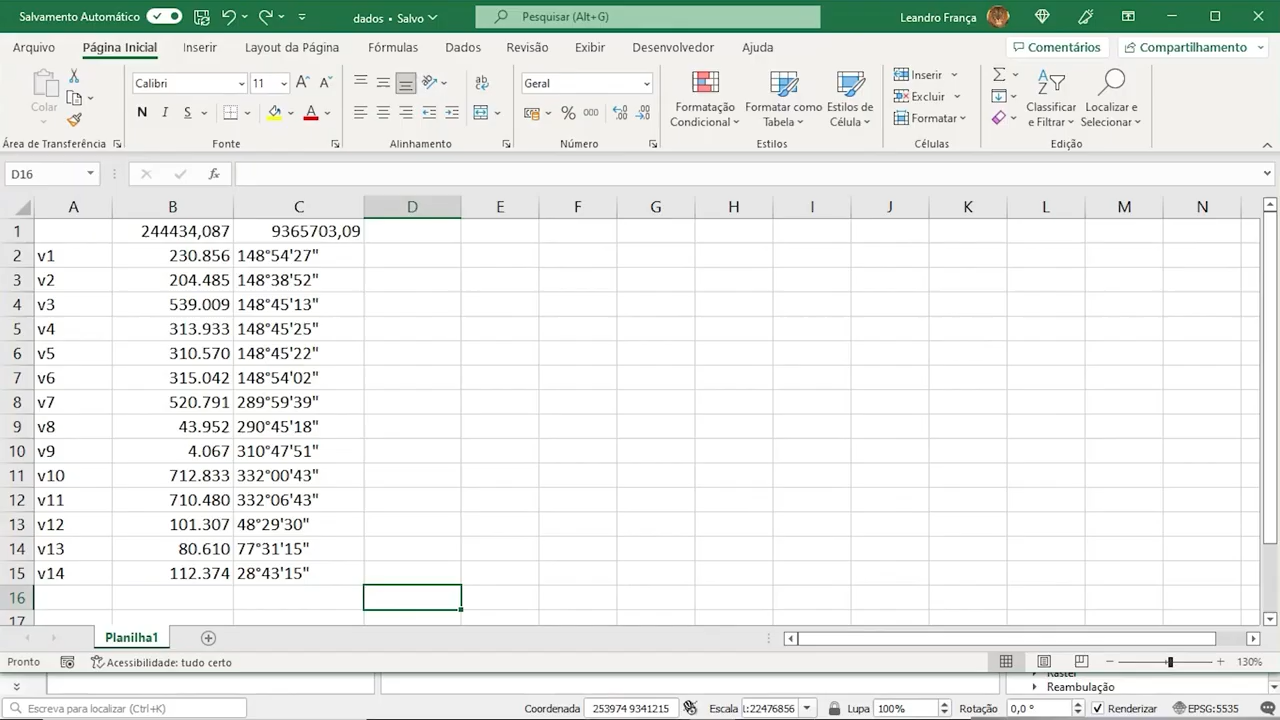 Salvamento Automático
dados • Salvo
Pesquisar (Alt+G)
Leandro França
Arquivo Página Inicial Inserir Layout da Página Fórmulas Dados Revisão Exibir Desenvolvedor Ajuda Comentários Compartilhamento
Colar
Calibri 11
N I S
Geral
% 000
Formatação Condicional
Formatar como Tabela
Estilos de Célula
Inserir
Excluir
Formatar
Classificar e Filtrar
Localizar e Selecionar
Área de Transferência Fonte Alinhamento Número Estilos Células Edição
D16 fx
A B C D E F G H I J K L M N
1 244434,087 9365703,09
2 v1 230.856 148°54'27"
3 v2 204.485 148°38'52"
4 v3 539.009 148°45'13"
5 v4 313.933 148°45'25"
6 v5 310.570 148°45'22"
7 v6 315.042 148°54'02"
8 v7 520.791 289°59'39"
9 v8 43.952 290°45'18"
10 v9 4.067 310°47'51"
11 v10 712.833 332°00'43"
12 v11 710.480 332°06'43"
13 v12 101.307 48°29'30"
14 v13 80.610 77°31'15"
15 v14 112.374 28°43'15"
16
17
Planilha1
Pronto Acessibilidade: tudo certo 130%
Raster
Reambulação
Escreva para localizar (Ctrl+K) Coordenada 253974 9341215 Escala L:22476856 Lupa 100% Rotação 0,0 ° Renderizar EPSG:5535